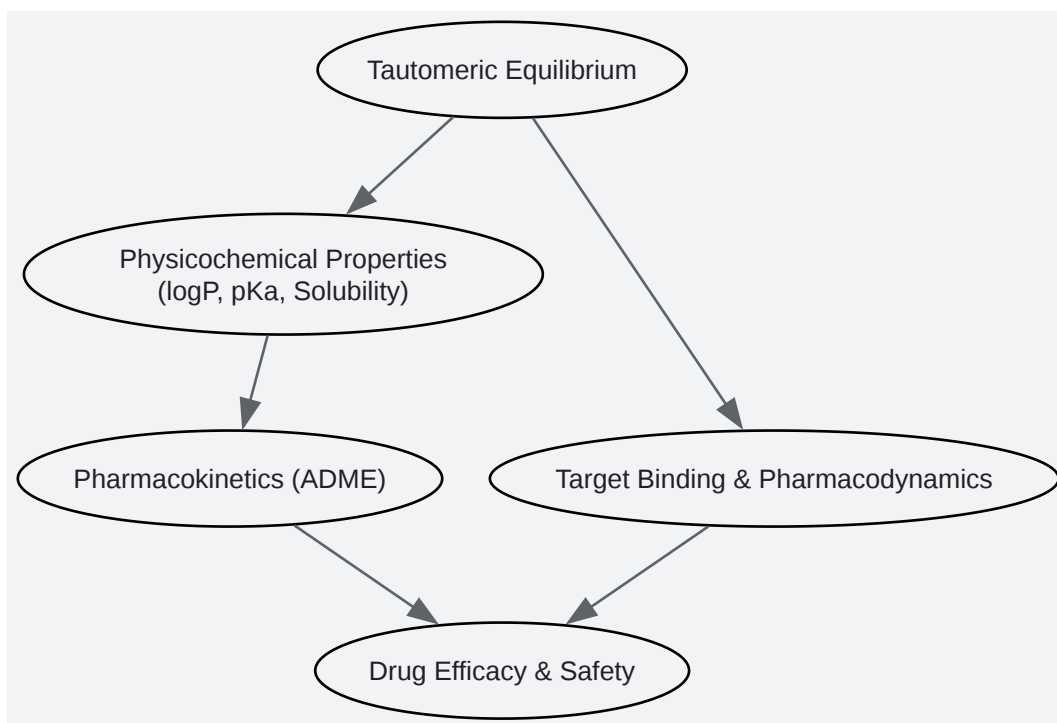 Tautomeric Equilibrium
Physicochemical Properties
(logP, pKa, Solubility)
Pharmacokinetics (ADME)
Target Binding & Pharmacodynamics
Drug Efficacy & Safety